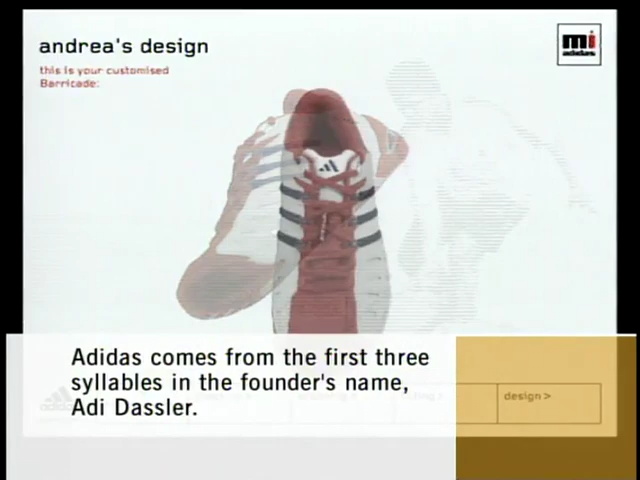 andrea's design
this is your customised
Barricade:
mi
adidas
Adidas comes from the first three
syllables in the founder's name,
Adi Dassler.
design >